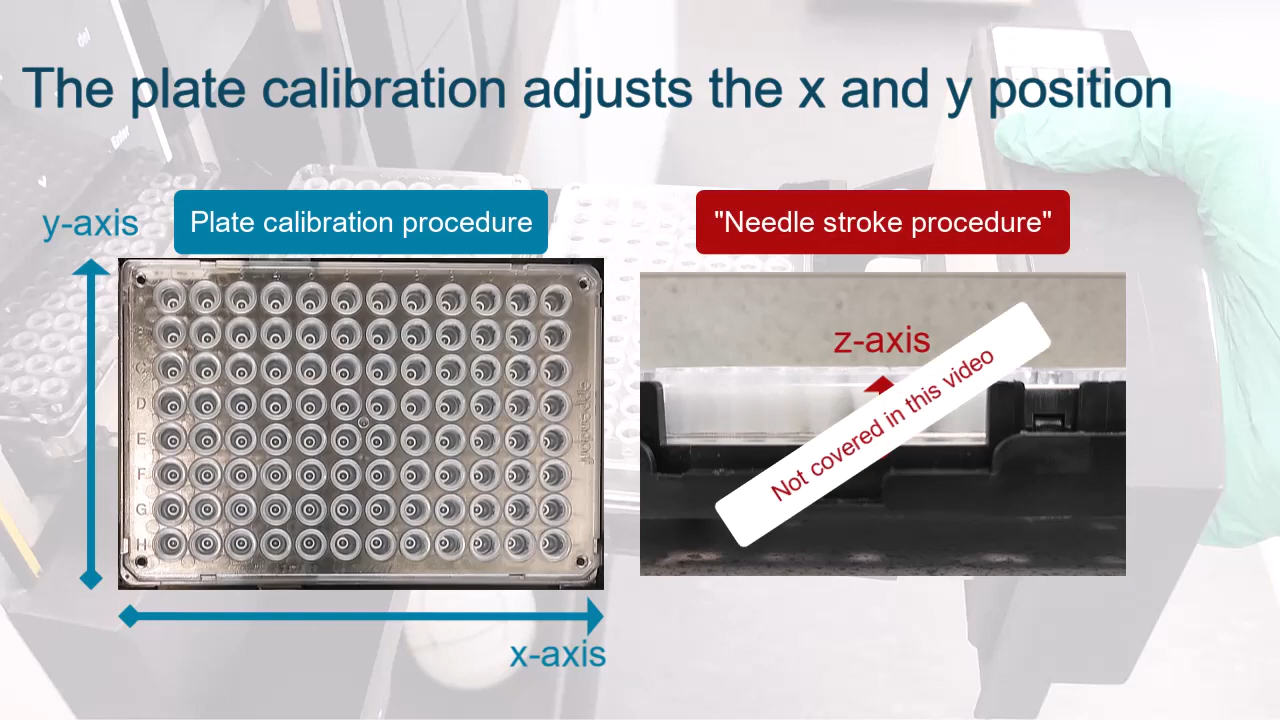 The plate calibration adjusts the x and y position
y-axis
Plate calibration procedure
"Needle stroke procedure"
z-axis
Not covered in this video
C
D
E
F
G
H
x-axis
Enter